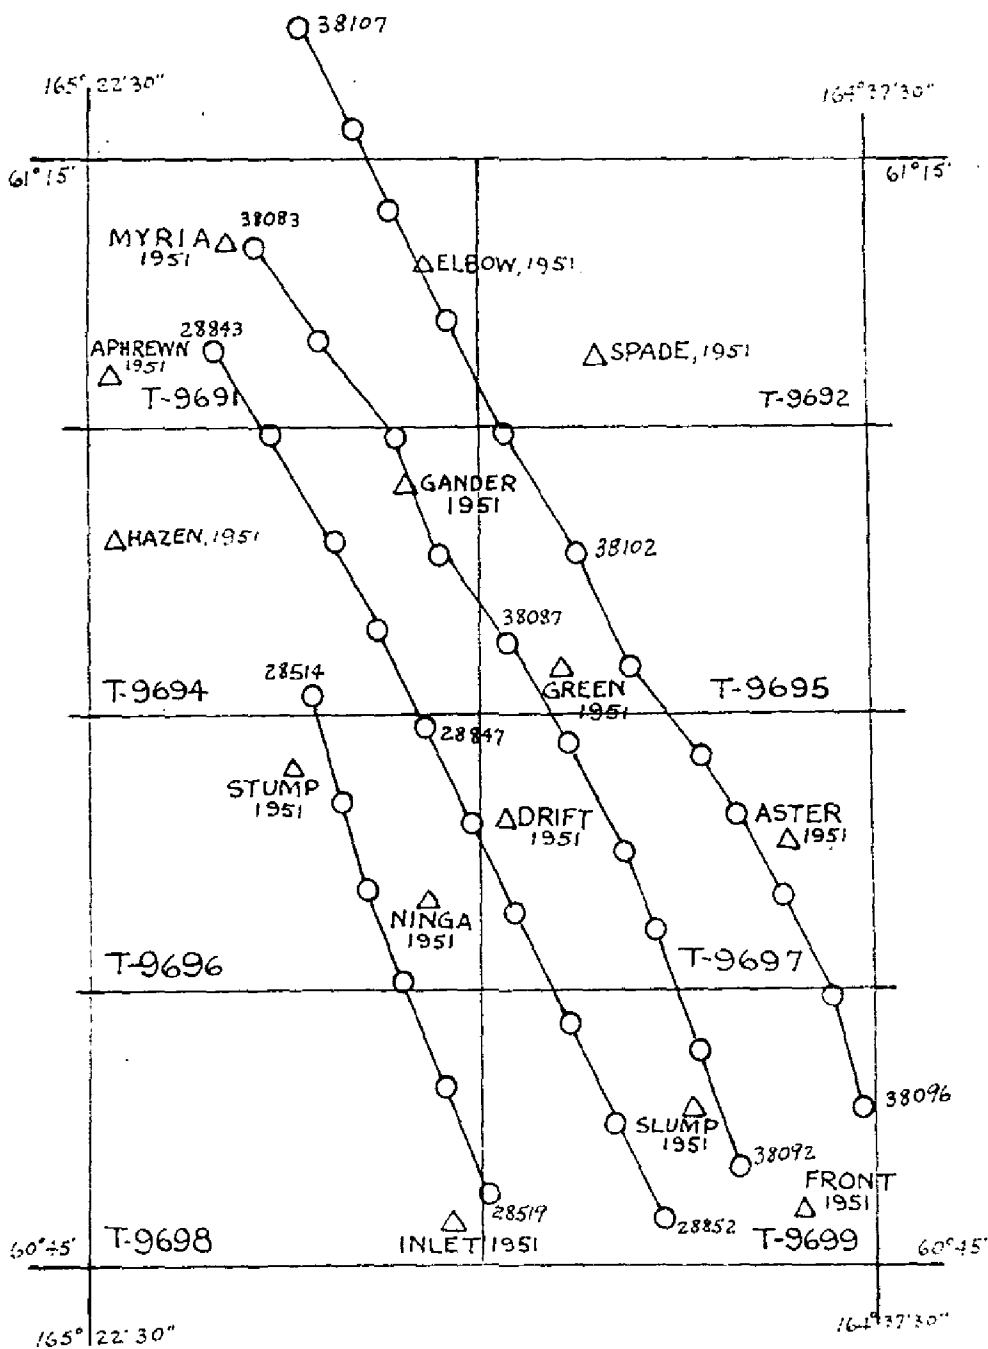 38107
165° 22'30"
164°37'30"
61°15'
61°15'
38083
MYRIA
1951
ELBOW, 1951
28843
APHREWN
1951
SPADE, 1951
T-9691
T-9692
GANDER
1951
HAZEN, 1951
38102
38087
28514
GREEN
1951
T-9694
T-9695
28847
STUMP
1951
DRIFT
1951
ASTER
1951
NINGA
1951
T-9696
T-9697
38096
SLUMP
1951
38092
FRONT
1951
28519
28852
INLET 1951
T-9698
T-9699
60°45'
60°45'
165° 22'30"
164°37'30"